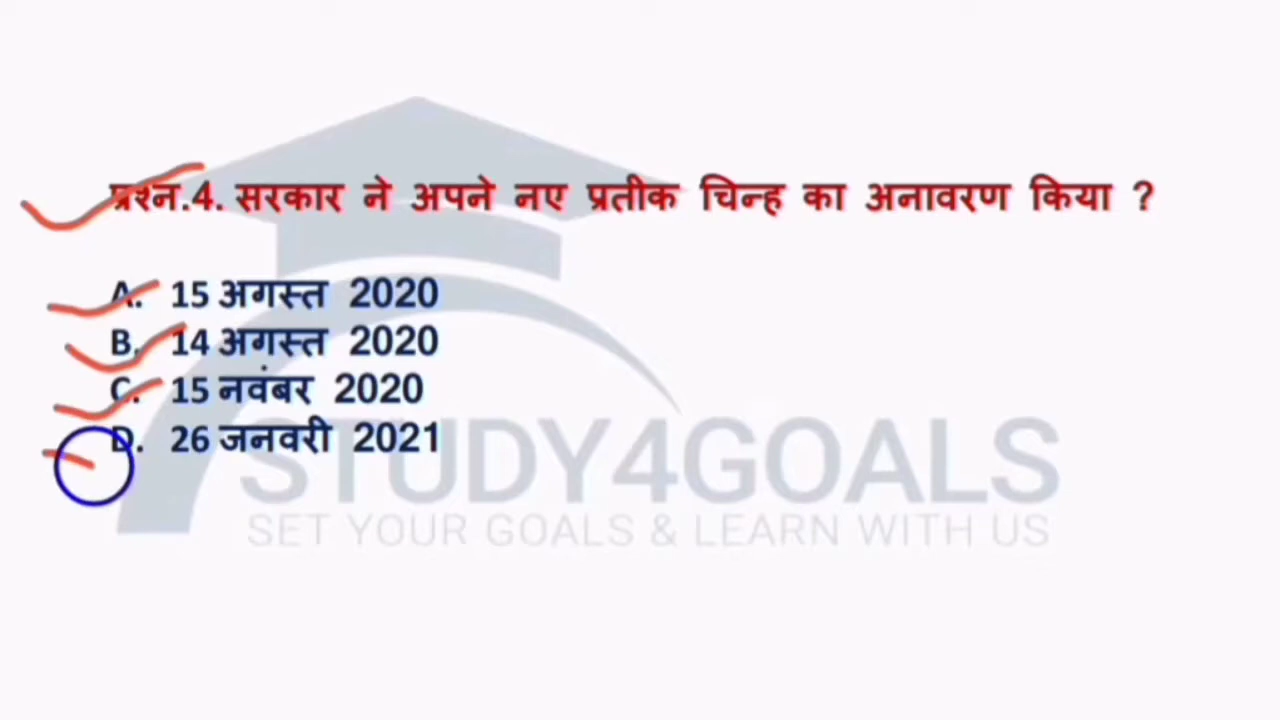 प्रश्न.4. सरकार ने अपने नए प्रतीक चिन्ह का अनावरण किया ?
A. 15 अगस्त 2020
B. 14 अगस्त 2020
C. 15 नवंबर 2020
D. 26 जनवरी 2021
STUDY4GOALS
SET YOUR GOALS & LEARN WITH US